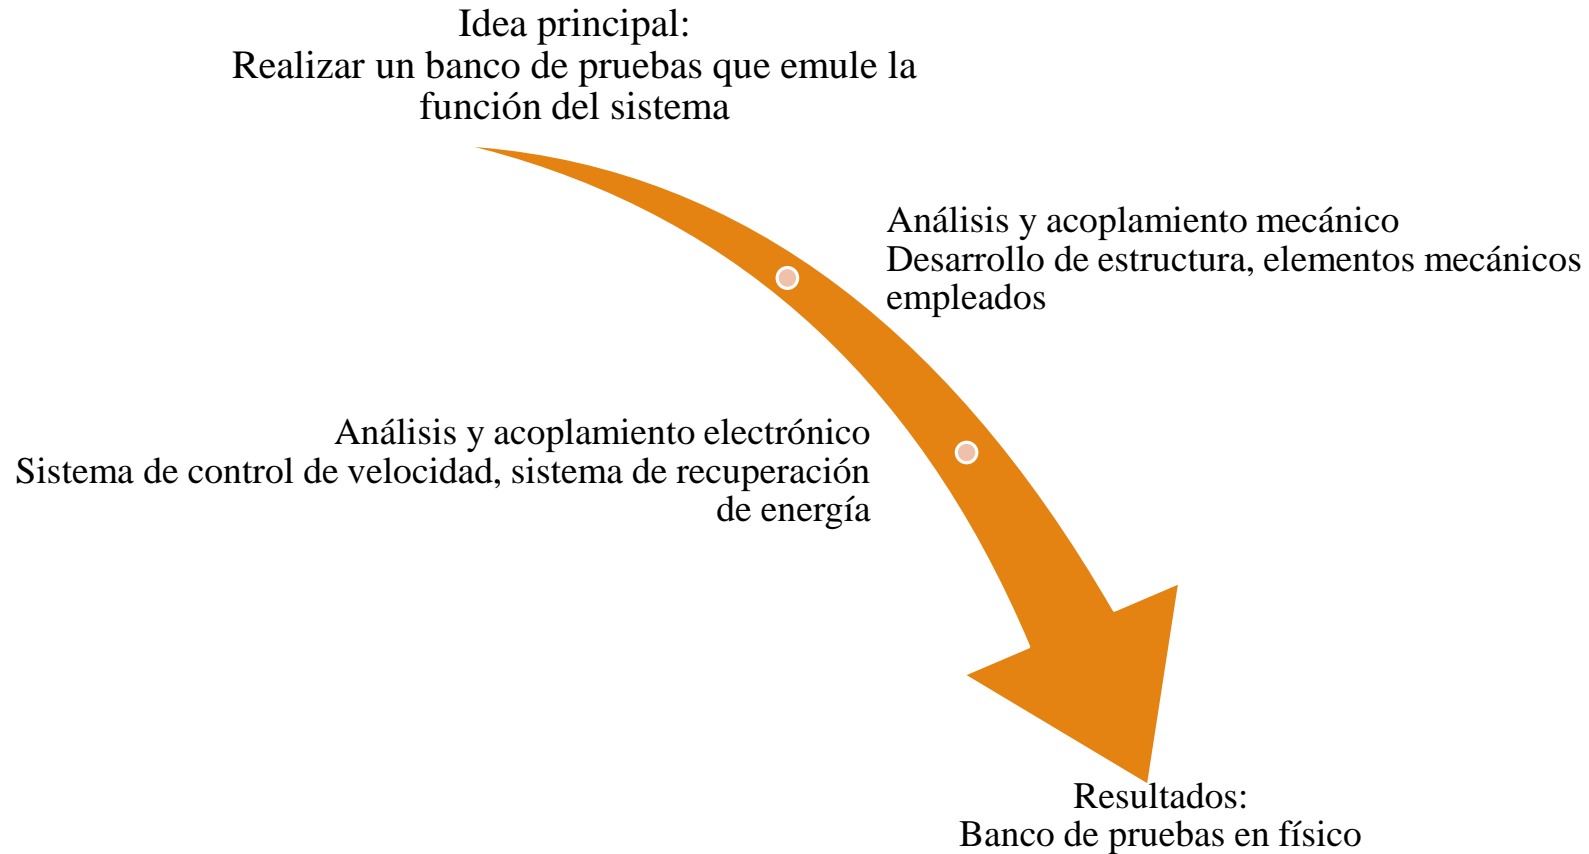 Idea principal:
Realizar un banco de pruebas que emule la
función del sistema
Análisis y acoplamiento mecánico
Desarrollo de estructura, elementos mecánicos
empleados
Análisis y acoplamiento electrónico
Sistema de control de velocidad, sistema de recuperación
de energía
Resultados:
Banco de pruebas en físico